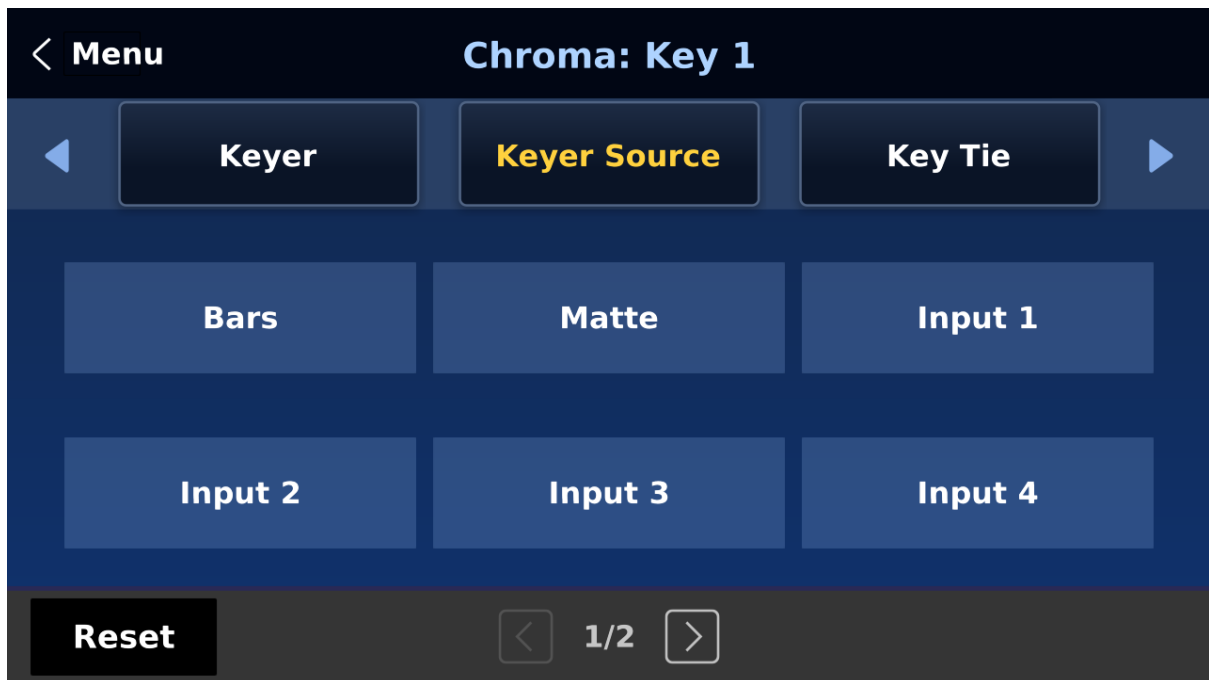 Menu
Chroma: Key 1
Keyer
Keyer Source
Key Tie
Bars
Matte
Input 1
Input 2
Input 3
Input 4
Reset
1/2